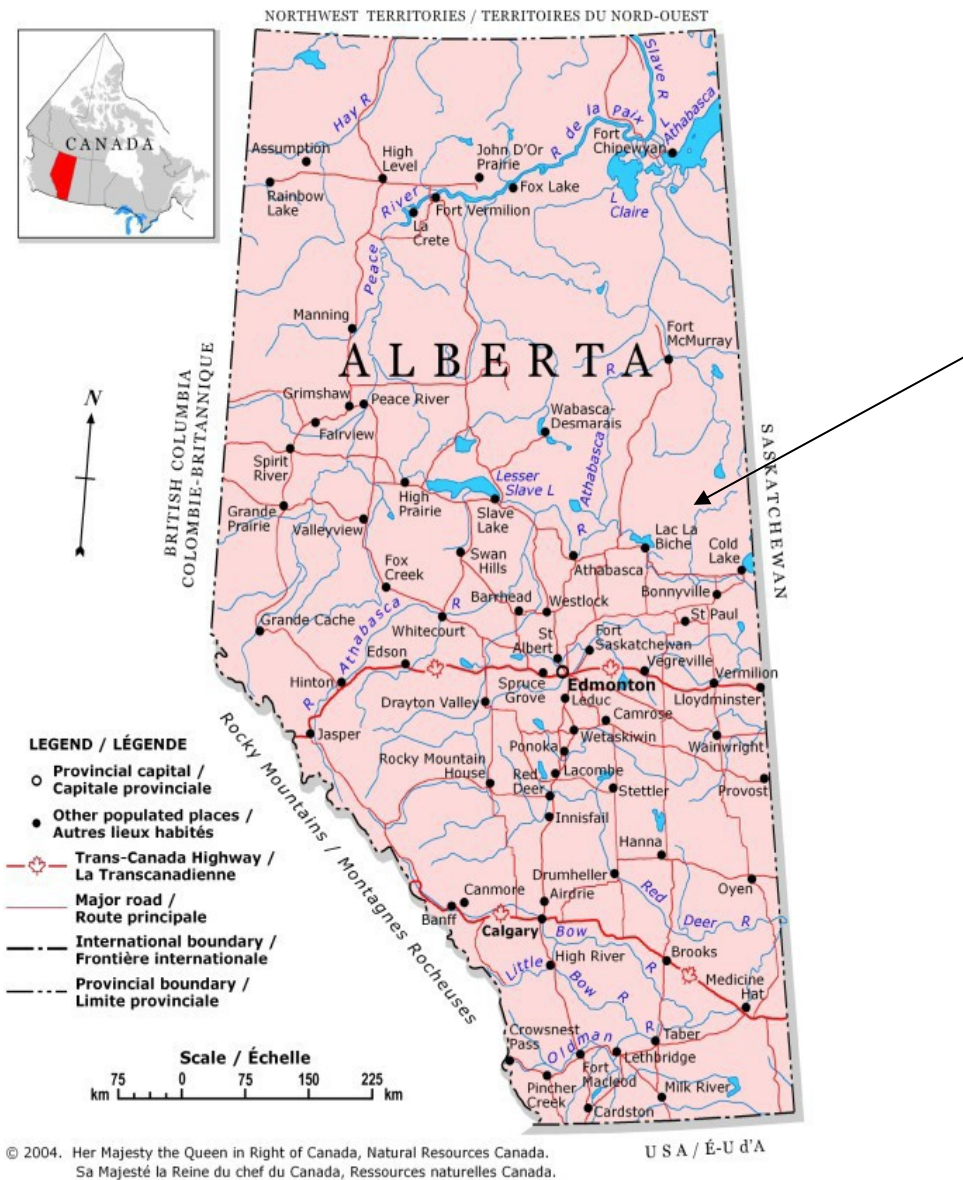 NORTHWEST TERRITORIES / TERRITOIRES DU NORD-OUEST
CANADA
Hay R
Slave R
L Athabasca
R de la Paix
Fort
Chipewyan
Assumption
High
Level
John D'Or
Prairie
Rainbow
Lake
Fox Lake
L
Claire
River
Fort Vermilion
La
Crete
Peace
Manning
Fort
McMurray
ALBERTA
BRITISH COLUMBIA
COLOMBIE-BRITANNIQUE
SASKATCHEWAN
N
Grimshaw
Peace River
Fairview
Wabasca-
Desmarais
Athabasca R
Spirit
River
Lesser
Slave L
High
Prairie
Grande
Prairie
Valleyview
Slave
Lake
R
Lac La
Biche
Cold
Lake
Swan
Hills
Athabasca
Fox
Creek
Bonnyville
Barrhead
Westlock
St Paul
Grande Cache
Athabasca R
Whitecourt
St
Albert
Fort
Saskatchewan
Edson
Vegreville
Vermilion
Hinton
Spruce
Grove
Edmonton
Lloydminster
R
Drayton Valley
Leduc
Camrose
Jasper
Wetaskiwin
Wainwright
Ponoka
Rocky Mountain
House
Red
Deer
Lacombe
Stettler
Provost
Innisfail
Hanna
Rocky Mountains / Montagnes Rocheuses
Drumheller
Oyen
Canmore
Airdrie
Red Deer R
Banff
Calgary
Bow R
Brooks
High River
Little Bow R
Medicine
Hat
Crowsnest
Pass
Oldman R
Taber
Lethbridge
Fort
Macleod
Pincher
Creek
Milk River
Cardston
USA / É-U d'A
LEGEND / LÉGENDE
Provincial capital /
Capitale provinciale
Other populated places /
Autres lieux habités
Trans-Canada Highway /
La Transcanadienne
Major road /
Route principale
International boundary /
Frontière internationale
Provincial boundary /
Limite provinciale
Scale / Échelle
75 0 75 150 225
km km
© 2004. Her Majesty the Queen in Right of Canada, Natural Resources Canada.
Sa Majesté la Reine du chef du Canada, Ressources naturelles Canada.